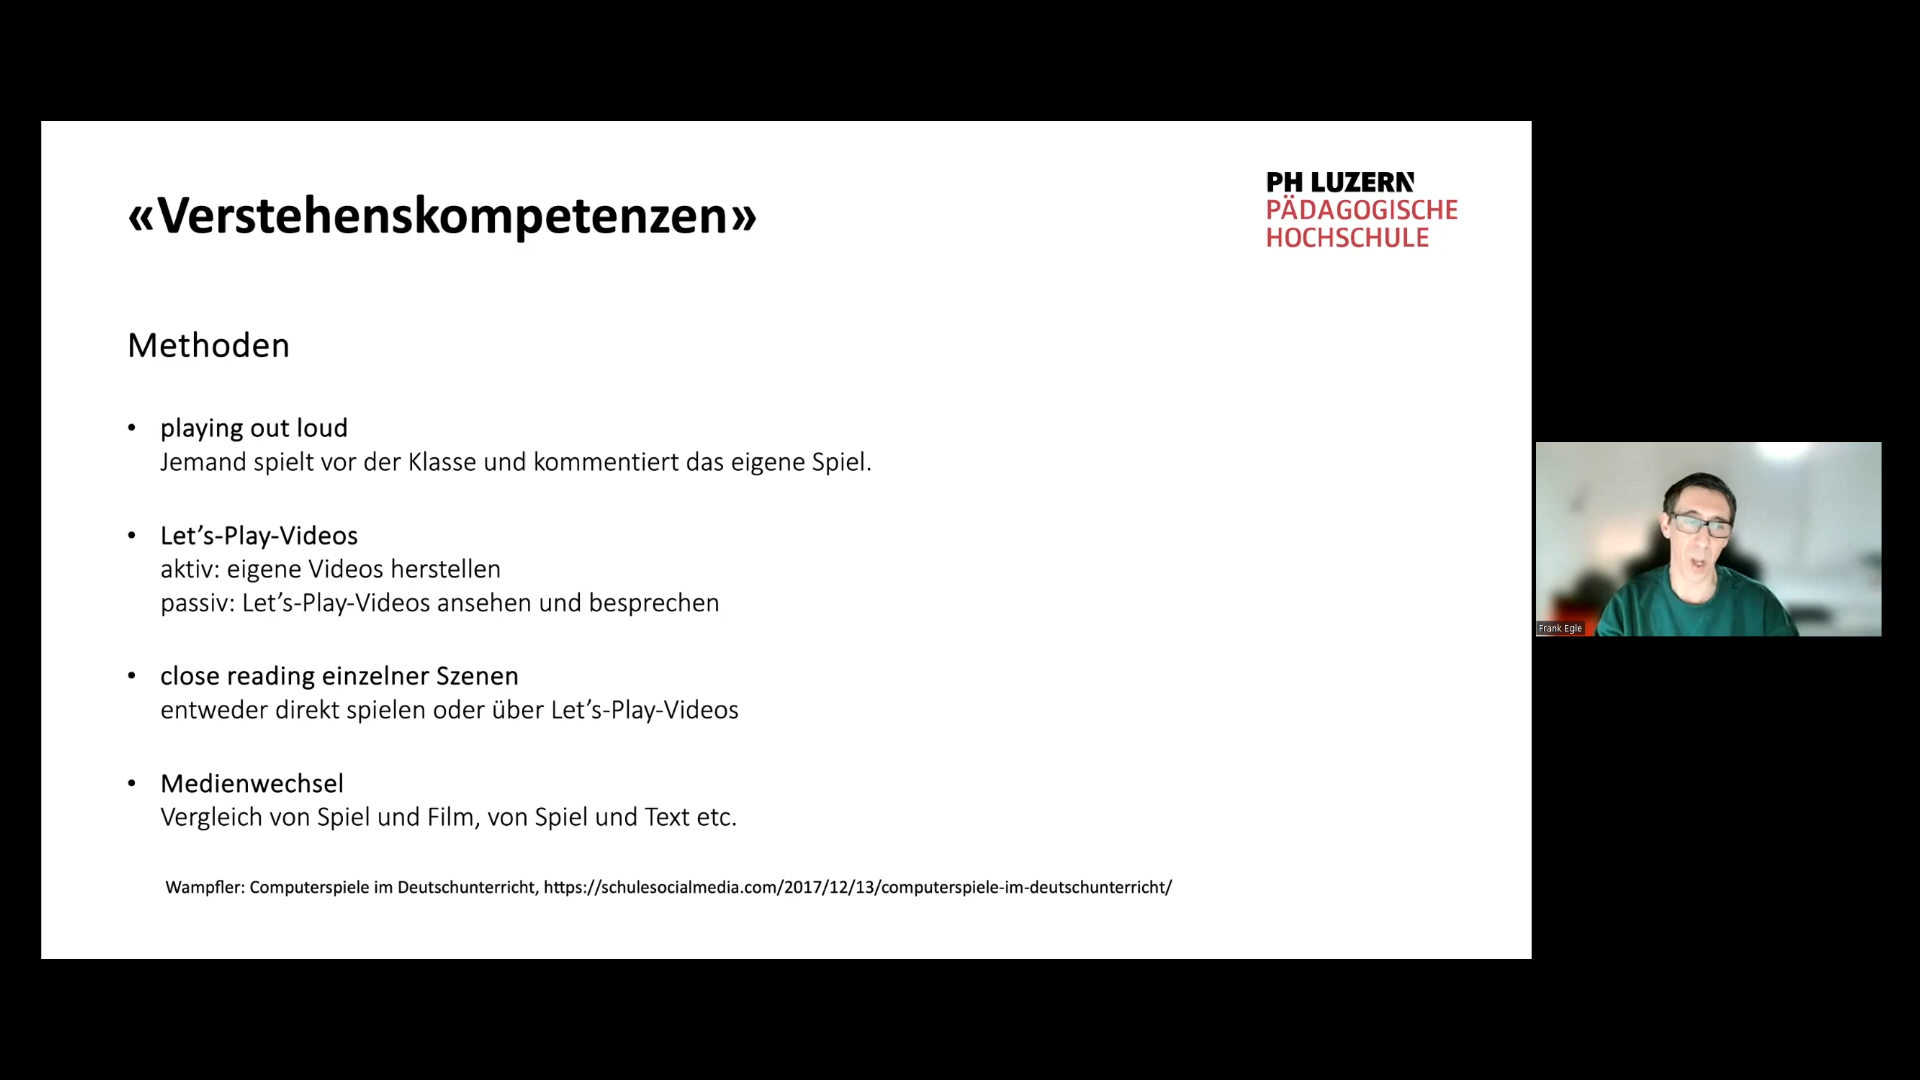 «Verstehenskompetenzen»
PH LUZERN
PÄDAGOGISCHE
HOCHSCHULE
Methoden
• playing out loud
Jemand spielt vor der Klasse und kommentiert das eigene Spiel.
• Let’s-Play-Videos
aktiv: eigene Videos herstellen
passiv: Let’s-Play-Videos ansehen und besprechen
• close reading einzelner Szenen
entweder direkt spielen oder über Let’s-Play-Videos
• Medienwechsel
Vergleich von Spiel und Film, von Spiel und Text etc.
Wampfler: Computerspiele im Deutschunterricht, https://schulesocialmedia.com/2017/12/13/computerspiele-im-deutschunterricht/
Frank Egle